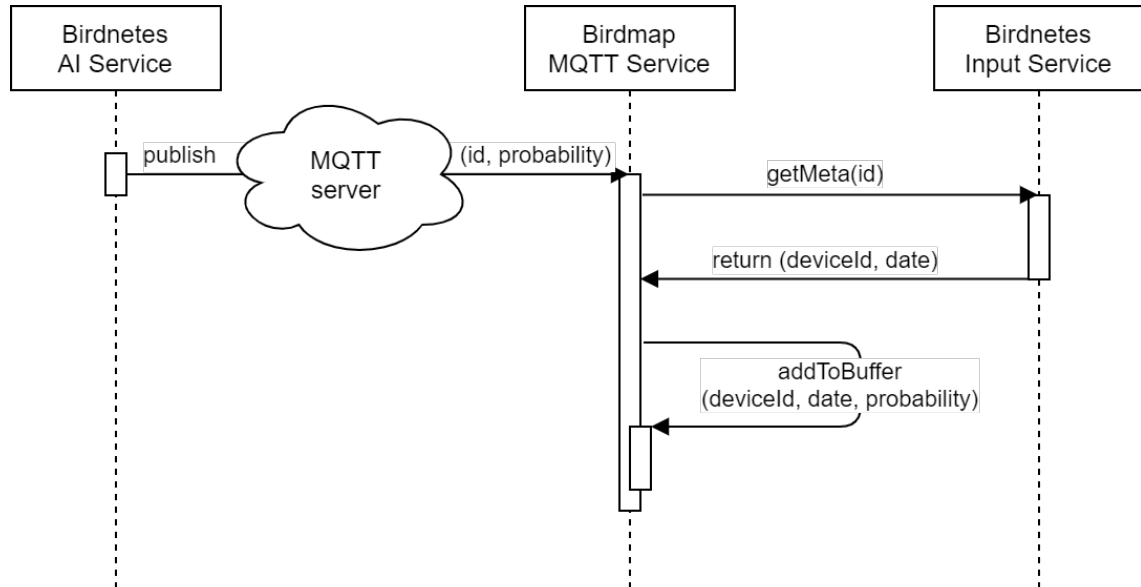 Birdnetes
AI Service
Birdmap
MQTT Service
Birdnetes
Input Service
publish
MQTT
server
(id, probability)
getMeta(id)
return (deviceId, date)
addToBuffer
(deviceId, date, probability)